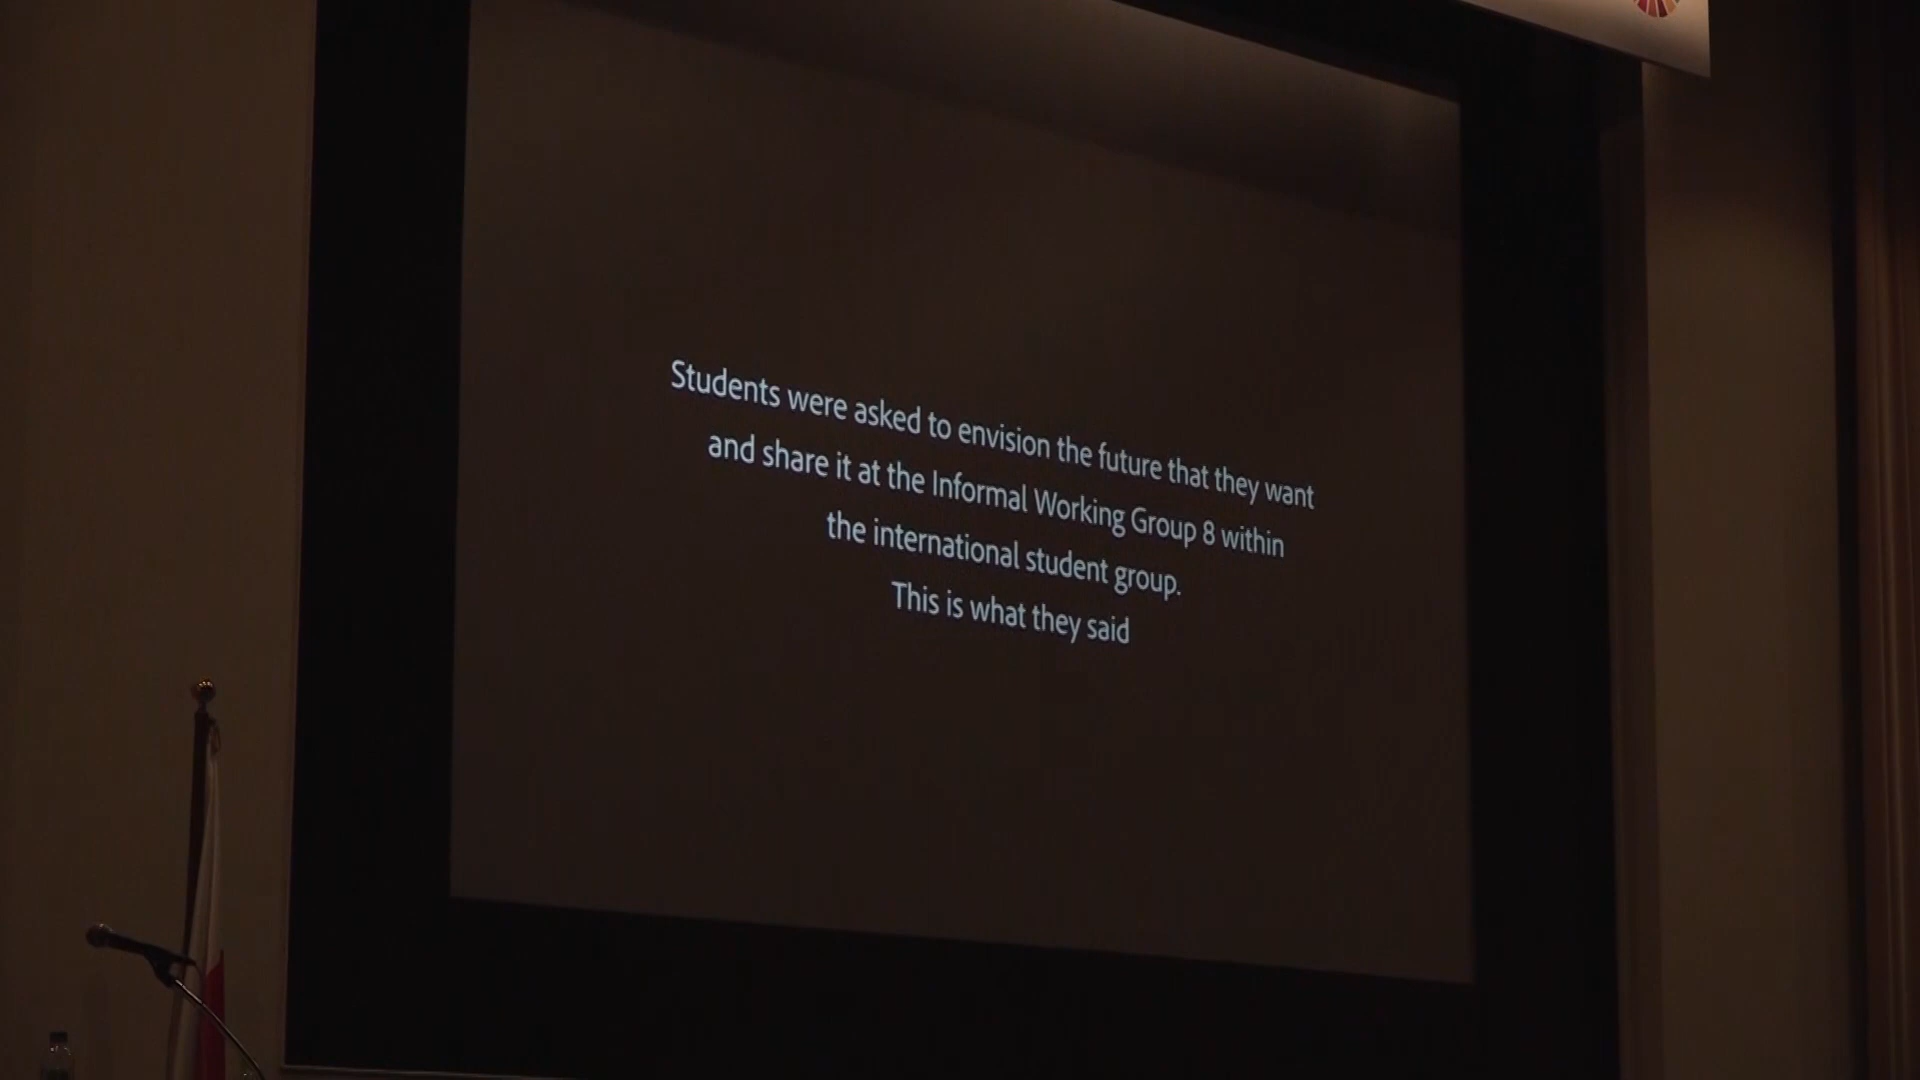 Students were asked to envision the future that they want
and share it at the Informal Working Group 8 within
the international student group.
This is what they said